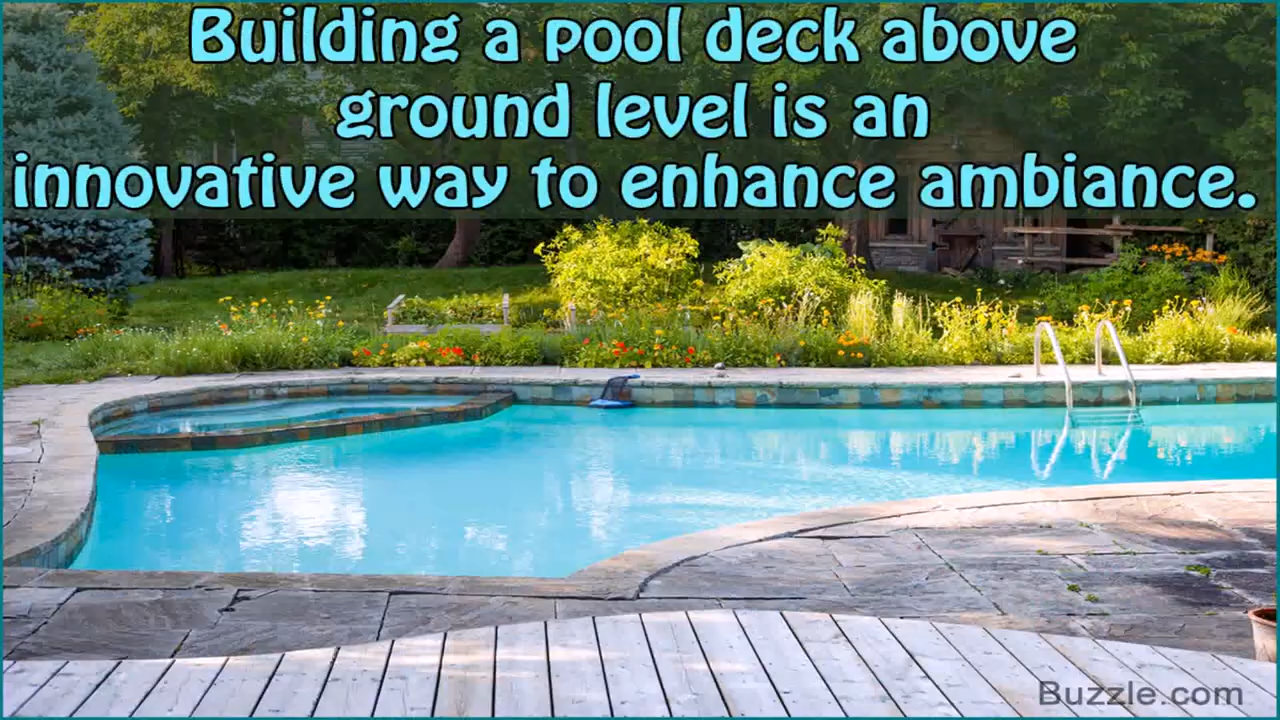 Building a pool deck above
ground level is an
innovative way to enhance ambiance.
Buzzle.com